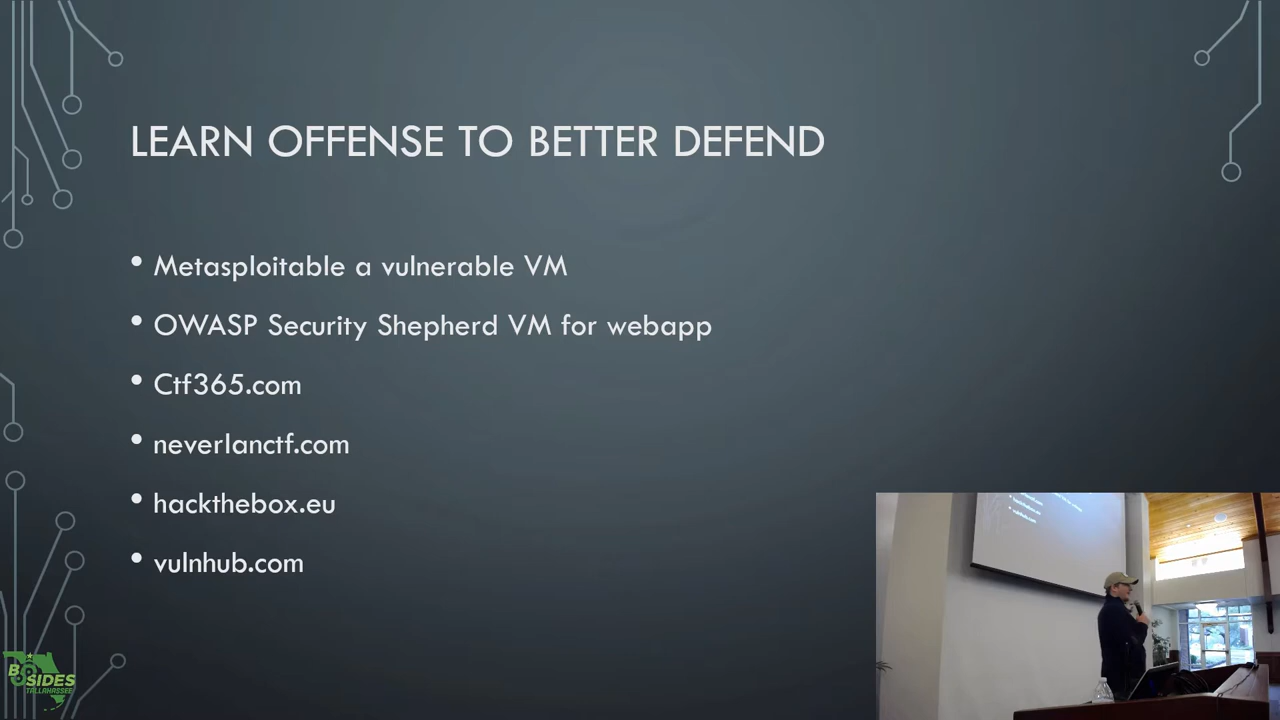 LEARN OFFENSE TO BETTER DEFEND
• Metasploitable a vulnerable VM
• OWASP Security Shepherd VM for webapp
• Ctf365.com
• neverlanctf.com
• hackthebox.eu
• vulnhub.com
BSIDES
TALLAHASSEE